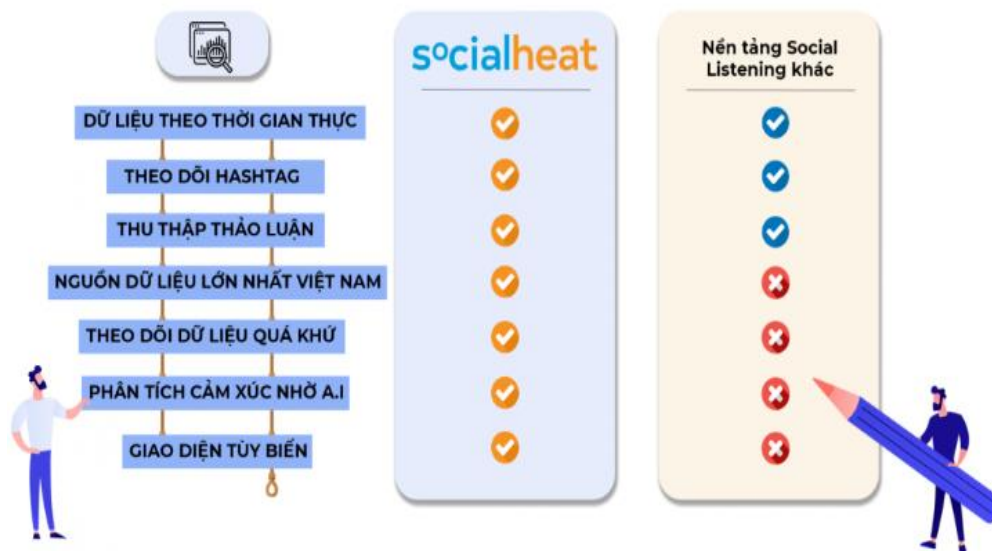 socialheat
Nền tảng Social
Listening khác
DỮ LIỆU THEO THỜI GIAN THỰC
THEO DÕI HASHTAG
THU THẬP THẢO LUẬN
NGUỒN DỮ LIỆU LỚN NHẤT VIỆT NAM
THEO DÕI DỮ LIỆU QUÁ KHỨ
PHÂN TÍCH CẢM XÚC NHỜ A.I
GIAO DIỆN TÙY BIẾN